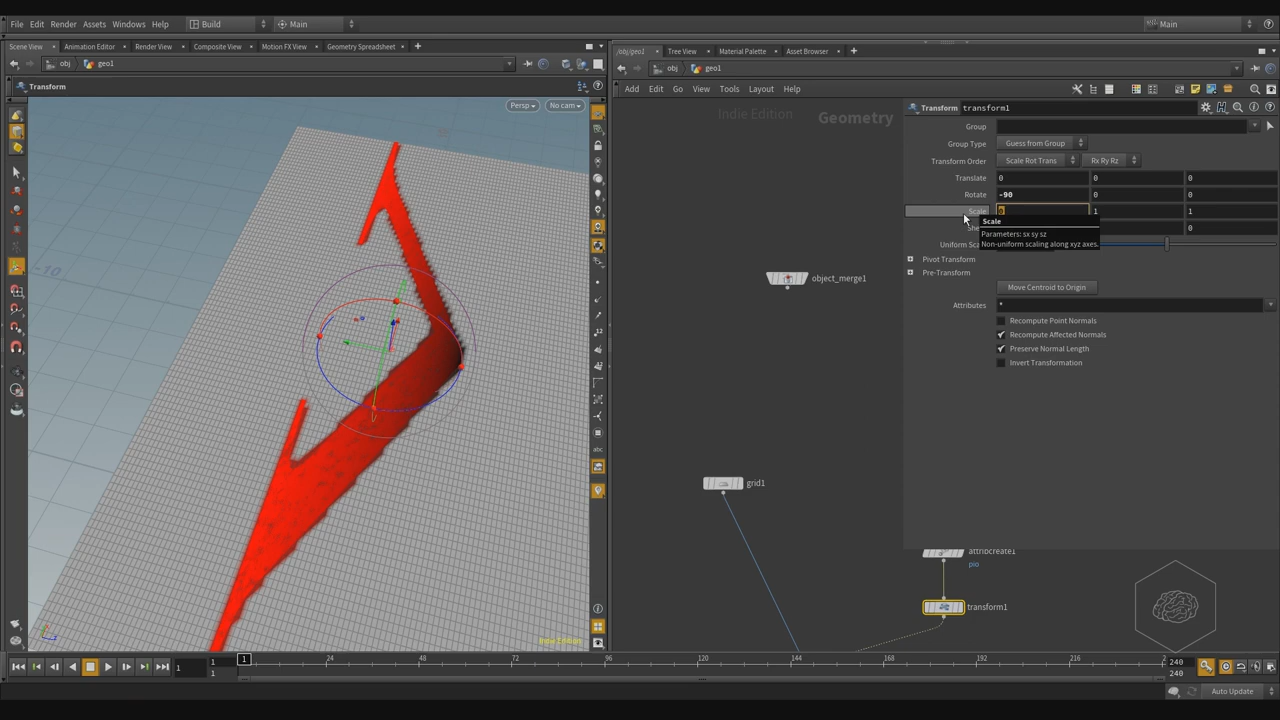 File Edit Render Assets Windows Help Build Main Main
Scene View Animation Editor Render View Composite View Motion FX View Geometry Spreadsheet
obj geo1
Transform
Persp No cam
-10
Indie Edition
/obj/geo1 Tree View Material Palette Asset Browser
obj geo1
Add Edit Go View Tools Layout Help
Indie Edition Geometry
Transform transform1
Group
Group Type Guess from Group
Transform Order Scale Rot Trans Rx Ry Rz
Translate 0 0 0
Rotate -90 0 0
Scale 1 1
Scale
Parameters: sx sy sz
Non-uniform scaling along xyz axes.
0
Pivot Transform
Pre-Transform
Move Centroid to Origin
Attributes *
Recompute Point Normals
Recompute Affected Normals
Preserve Normal Length
Invert Transformation
object_merge1
grid1
attribcreate1
pio
transform1
abc
1 1 1 1 24 48 72 96 120 144 168 192 216 240 240
Auto Update